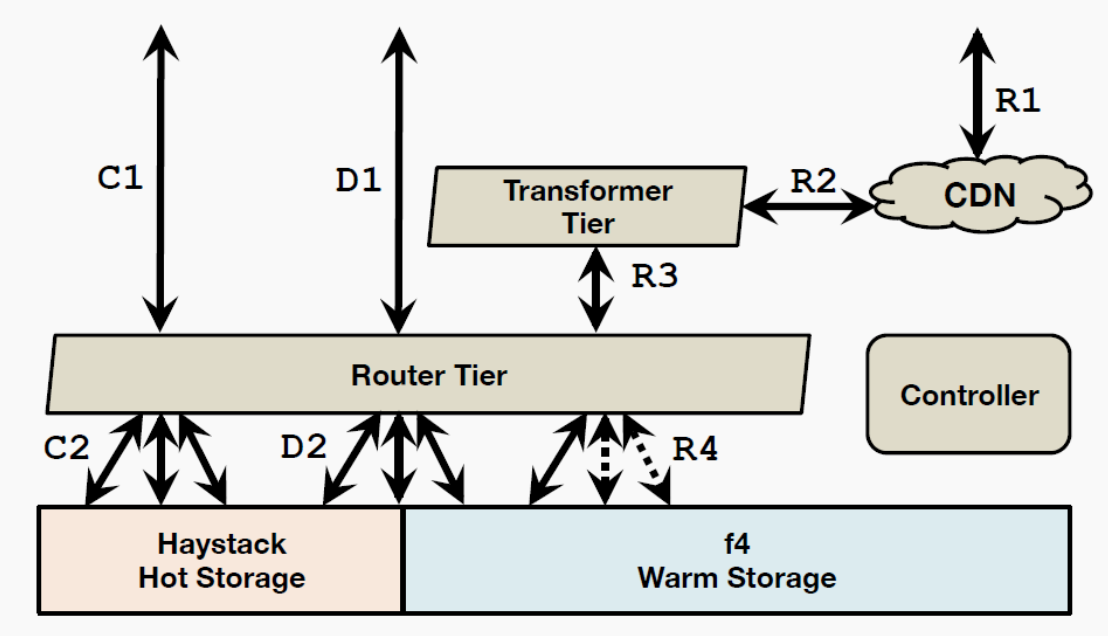 R1
C1
D1
Transformer
Tier
R2
CDN
R3
Router Tier
Controller
C2
D2
R4
Haystack
Hot Storage
f4
Warm Storage